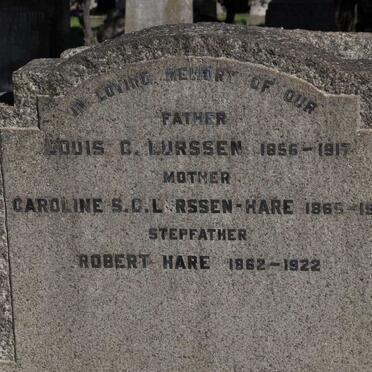 IN LOVING MEMORY OF OUR
FATHER
LOUIS C. LURSSEN 1856-1917
MOTHER
CAROLINE S.C. L RSSEN-HARE 1865-19
STEPFATHER
ROBERT HARE 1862-1922